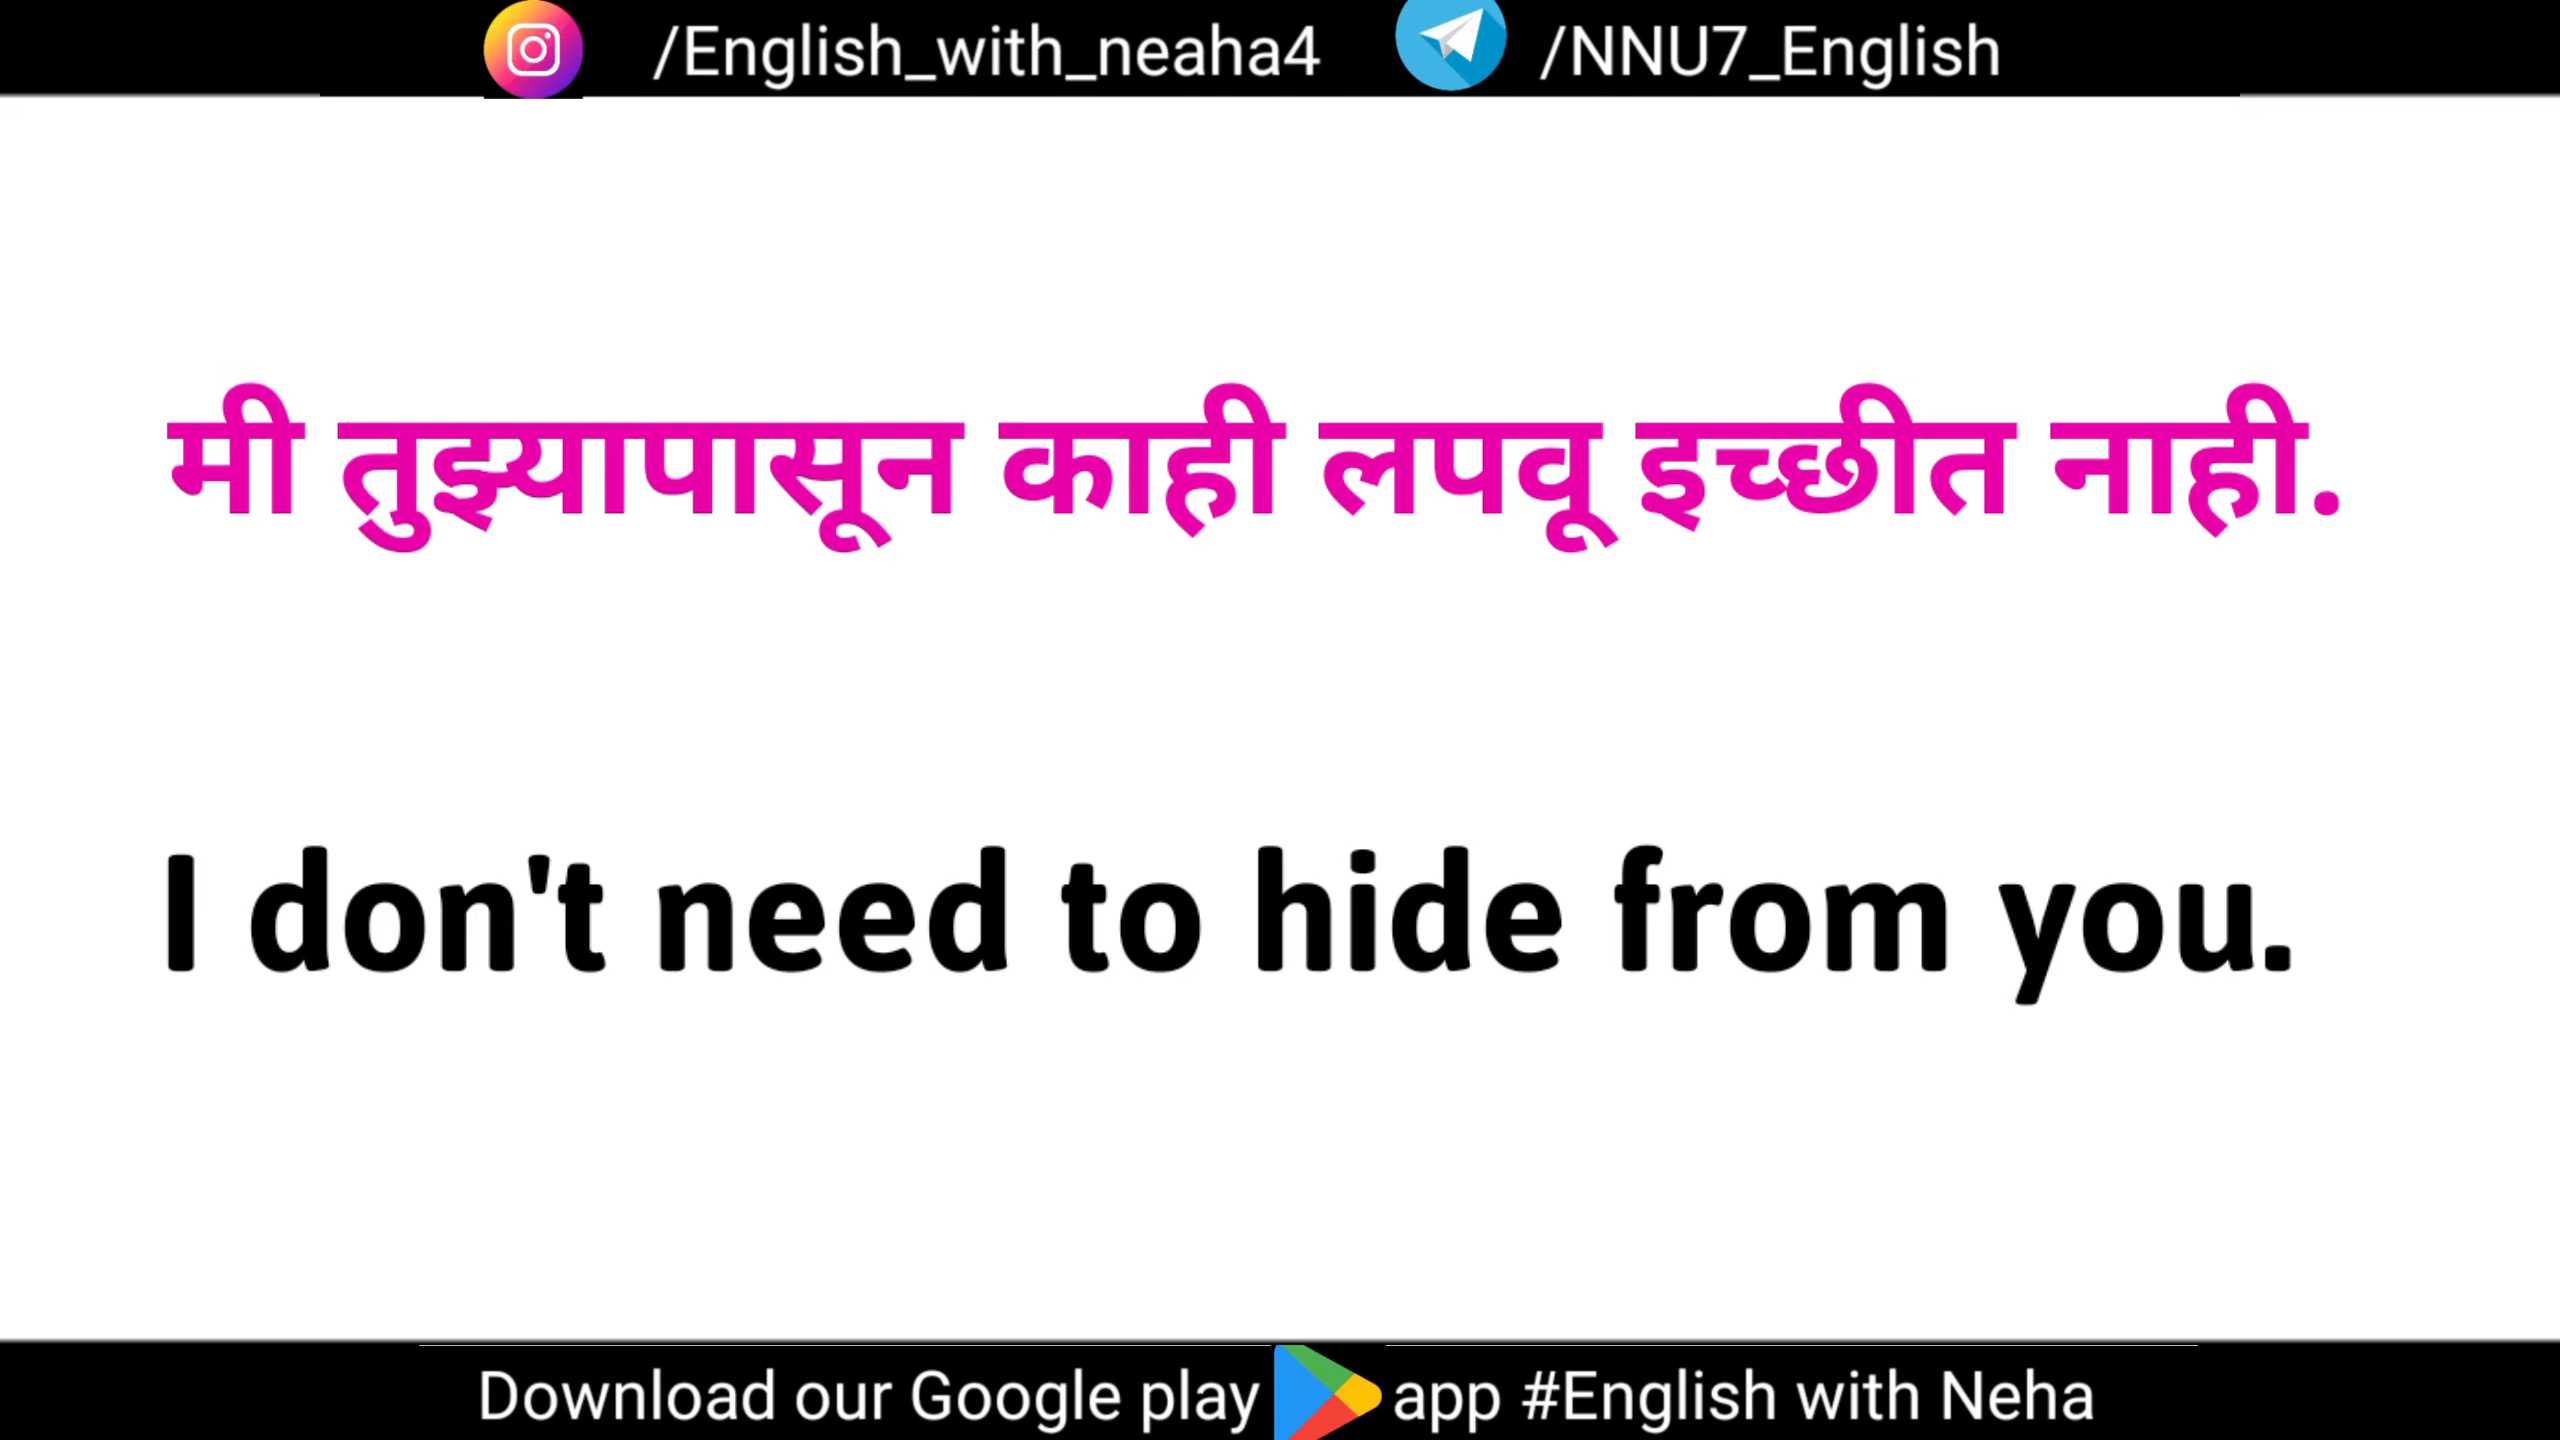 /English_with_neaha4 /NNU7_English
मी तुझ्यापासून काही लपवू इच्छीत नाही.
I don't need to hide from you.
Download our Google play app #English with Neha